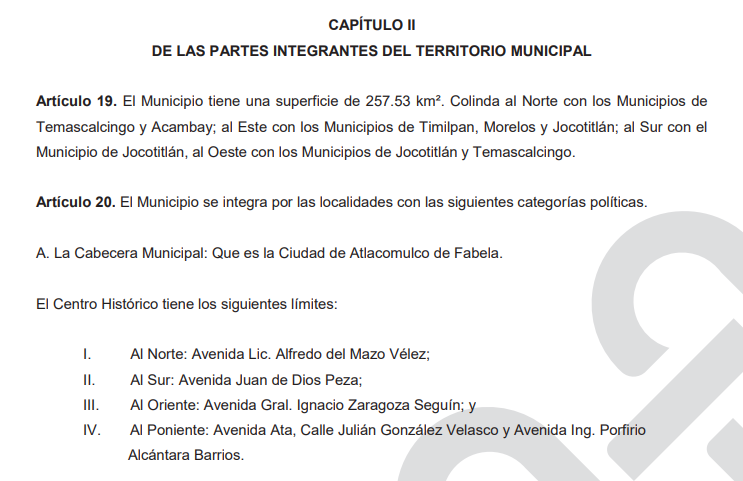 CAPÍTULO II
DE LAS PARTES INTEGRANTES DEL TERRITORIO MUNICIPAL
Artículo 19. El Municipio tiene una superficie de 257.53 km². Colinda al Norte con los Municipios de
Temascalcingo y Acambay; al Este con los Municipios de Timilpan, Morelos y Jocotitlán; al Sur con el
Municipio de Jocotitlán, al Oeste con los Municipios de Jocotitlán y Temascalcingo.
Artículo 20. El Municipio se integra por las localidades con las siguientes categorías políticas.
A. La Cabecera Municipal: Que es la Ciudad de Atlacomulco de Fabela.
El Centro Histórico tiene los siguientes límites:
I. Al Norte: Avenida Lic. Alfredo del Mazo Vélez;
II. Al Sur: Avenida Juan de Dios Peza;
III. Al Oriente: Avenida Gral. Ignacio Zaragoza Seguín; y
IV. Al Poniente: Avenida Ata, Calle Julián González Velasco y Avenida Ing. Porfirio
Alcántara Barrios.